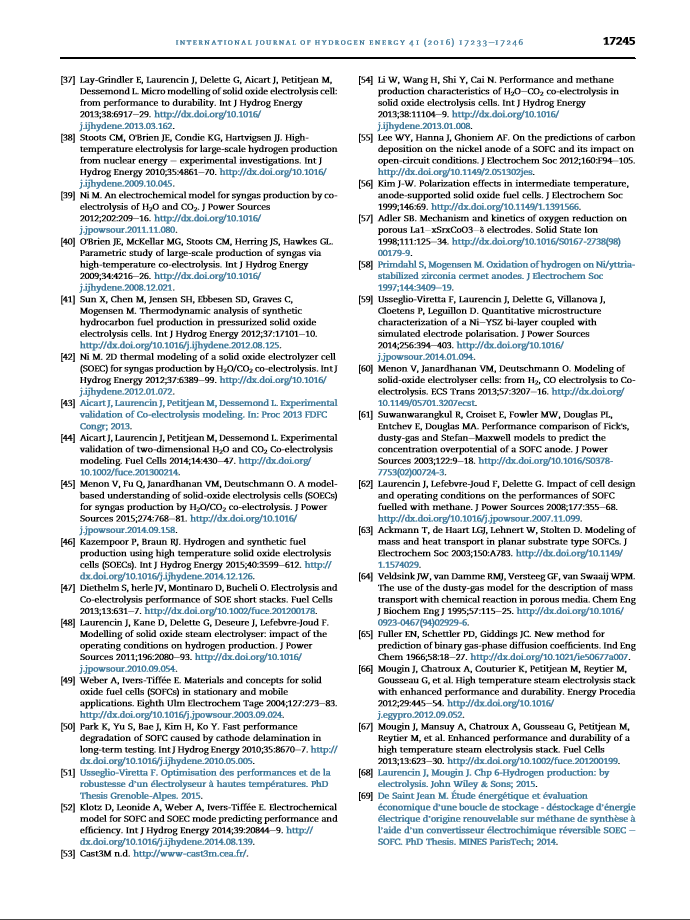 INTERNATIONAL JOURNAL OF HYDROGEN ENERGY 41 (2016) 17233–17246
17245
[37] Lay-Grindler E, Laurencin J, Delette G, Aicart J, Petitjean M,
Dessemond L. Micro modelling of solid oxide electrolysis cell:
from performance to durability. Int J Hydrog Energy
2013;38:6917–29. http://dx.doi.org/10.1016/
j.ijhydene.2013.03.162.
[38] Stoots CM, O'Brien JE, Condie KG, Hartvigsen JJ. High-
temperature electrolysis for large-scale hydrogen production
from nuclear energy – experimental investigations. Int J
Hydrog Energy 2010;35:4861–70. http://dx.doi.org/10.1016/
j.ijhydene.2009.10.045.
[39] Ni M. An electrochemical model for syngas production by co-
electrolysis of H2O and CO2. J Power Sources
2012;202:209–16. http://dx.doi.org/10.1016/
j.jpowsour.2011.11.080.
[40] O'Brien JE, McKellar MG, Stoots CM, Herring JS, Hawkes GL.
Parametric study of large-scale production of syngas via
high-temperature co-electrolysis. Int J Hydrog Energy
2009;34:4216–26. http://dx.doi.org/10.1016/
j.ijhydene.2008.12.021.
[41] Sun X, Chen M, Jensen SH, Ebbesen SD, Graves C,
Mogensen M. Thermodynamic analysis of synthetic
hydrocarbon fuel production in pressurized solid oxide
electrolysis cells. Int J Hydrog Energy 2012;37:17101–10.
http://dx.doi.org/10.1016/j.ijhydene.2012.08.125.
[42] Ni M. 2D thermal modeling of a solid oxide electrolyzer cell
(SOEC) for syngas production by H2O/CO2 co-electrolysis. Int J
Hydrog Energy 2012;37:6389–99. http://dx.doi.org/10.1016/
j.ijhydene.2012.01.072.
[43] Aicart J, Laurencin J, Petitjean M, Dessemond L. Experimental
validation of Co-electrolysis modeling. In: Proc 2013 FDFC
Congr; 2013.
[44] Aicart J, Laurencin J, Petitjean M, Dessemond L. Experimental
validation of two-dimensional H2O and CO2 Co-electrolysis
modeling. Fuel Cells 2014;14:430–47. http://dx.doi.org/
10.1002/fuce.201300214.
[45] Menon V, Fu Q, Janardhanan VM, Deutschmann O. A model-
based understanding of solid-oxide electrolysis cells (SOECs)
for syngas production by H2O/CO2 co-electrolysis. J Power
Sources 2015;274:768–81. http://dx.doi.org/10.1016/
j.jpowsour.2014.09.158.
[46] Kazempoor P, Braun RJ. Hydrogen and synthetic fuel
production using high temperature solid oxide electrolysis
cells (SOECs). Int J Hydrog Energy 2015;40:3599–612. http://
dx.doi.org/10.1016/j.ijhydene.2014.12.126.
[47] Diethelm S, herle JV, Montinaro D, Bucheli O. Electrolysis and
Co-electrolysis performance of SOE short stacks. Fuel Cells
2013;13:631–7. http://dx.doi.org/10.1002/fuce.201200178.
[48] Laurencin J, Kane D, Delette G, Deseure J, Lefebvre-Joud F.
Modelling of solid oxide steam electrolyser: impact of the
operating conditions on hydrogen production. J Power
Sources 2011;196:2080–93. http://dx.doi.org/10.1016/
j.jpowsour.2010.09.054.
[49] Weber A, Ivers-Tiffée E. Materials and concepts for solid
oxide fuel cells (SOFCs) in stationary and mobile
applications. Eighth Ulm Electrochem Tage 2004;127:273–83.
http://dx.doi.org/10.1016/j.jpowsour.2003.09.024.
[50] Park K, Yu S, Bae J, Kim H, Ko Y. Fast performance
degradation of SOFC caused by cathode delamination in
long-term testing. Int J Hydrog Energy 2010;35:8670–7. http://
dx.doi.org/10.1016/j.ijhydene.2010.05.005.
[51] Usseglio-Viretta F. Optimisation des performances et de la
robustesse d'un électrolyseur à hautes températures. PhD
Thesis Grenoble-Alpes. 2015.
[52] Klotz D, Leonide A, Weber A, Ivers-Tiffée E. Electrochemical
model for SOFC and SOEC mode predicting performance and
efficiency. Int J Hydrog Energy 2014;39:20844–9. http://
dx.doi.org/10.1016/j.ijhydene.2014.08.139.
[53] Cast3M n.d. http://www-cast3m.cea.fr/.
[54] Li W, Wang H, Shi Y, Cai N. Performance and methane
production characteristics of H2O–CO2 co-electrolysis in
solid oxide electrolysis cells. Int J Hydrog Energy
2013;38:11104–9. http://dx.doi.org/10.1016/
j.ijhydene.2013.01.008.
[55] Lee WY, Hanna J, Ghoniem AF. On the predictions of carbon
deposition on the nickel anode of a SOFC and its impact on
open-circuit conditions. J Electrochem Soc 2012;160:F94–105.
http://dx.doi.org/10.1149/2.051302jes.
[56] Kim J-W. Polarization effects in intermediate temperature,
anode-supported solid oxide fuel cells. J Electrochem Soc
1999;146:69. http://dx.doi.org/10.1149/1.1391566.
[57] Adler SB. Mechanism and kinetics of oxygen reduction on
porous La1–xSrxCoO3–δ electrodes. Solid State Ion
1998;111:125–34. http://dx.doi.org/10.1016/S0167-2738(98)
00179-9.
[58] Primdahl S, Mogensen M. Oxidation of hydrogen on Ni/yttria-
stabilized zirconia cermet anodes. J Electrochem Soc
1997;144:3409–19.
[59] Usseglio-Viretta F, Laurencin J, Delette G, Villanova J,
Cloetens P, Leguillon D. Quantitative microstructure
characterization of a Ni–YSZ bi-layer coupled with
simulated electrode polarisation. J Power Sources
2014;256:394–403. http://dx.doi.org/10.1016/
j.jpowsour.2014.01.094.
[60] Menon V, Janardhanan VM, Deutschmann O. Modeling of
solid-oxide electrolyser cells: from H2, CO electrolysis to Co-
electrolysis. ECS Trans 2013;57:3207–16. http://dx.doi.org/
10.1149/05701.3207ecst.
[61] Suwanwarangkul R, Croiset E, Fowler MW, Douglas PL,
Entchev E, Douglas MA. Performance comparison of Fick's,
dusty-gas and Stefan–Maxwell models to predict the
concentration overpotential of a SOFC anode. J Power
Sources 2003;122:9–18. http://dx.doi.org/10.1016/S0378-
7753(02)00724-3.
[62] Laurencin J, Lefebvre-Joud F, Delette G. Impact of cell design
and operating conditions on the performances of SOFC
fuelled with methane. J Power Sources 2008;177:355–68.
http://dx.doi.org/10.1016/j.jpowsour.2007.11.099.
[63] Ackmann T, de Haart LGJ, Lehnert W, Stolten D. Modeling of
mass and heat transport in planar substrate type SOFCs. J
Electrochem Soc 2003;150:A783. http://dx.doi.org/10.1149/
1.1574029.
[64] Veldsink JW, van Damme RMJ, Versteeg GF, van Swaaij WPM.
The use of the dusty-gas model for the description of mass
transport with chemical reaction in porous media. Chem Eng
J Biochem Eng J 1995;57:115–25. http://dx.doi.org/10.1016/
0923-0467(94)02929-6.
[65] Fuller EN, Schettler PD, Giddings JC. New method for
prediction of binary gas-phase diffusion coefficients. Ind Eng
Chem 1966;58:18–27. http://dx.doi.org/10.1021/ie50677a007.
[66] Mougin J, Chatroux A, Couturier K, Petitjean M, Reytier M,
Gousseau G, et al. High temperature steam electrolysis stack
with enhanced performance and durability. Energy Procedia
2012;29:445–54. http://dx.doi.org/10.1016/
j.egypro.2012.09.052.
[67] Mougin J, Mansuy A, Chatroux A, Gousseau G, Petitjean M,
Reytier M, et al. Enhanced performance and durability of a
high temperature steam electrolysis stack. Fuel Cells
2013;13:623–30. http://dx.doi.org/10.1002/fuce.201200199.
[68] Laurencin J, Mougin J. Chp 6-Hydrogen production: by
electrolysis. John Wiley & Sons; 2015.
[69] De Saint Jean M. Étude énergétique et évaluation
économique d'une boucle de stockage - déstockage d'énergie
électrique d'origine renouvelable sur méthane de synthèse à
l'aide d'un convertisseur électrochimique réversible SOEC –
SOFC. PhD Thesis. MINES ParisTech; 2014.